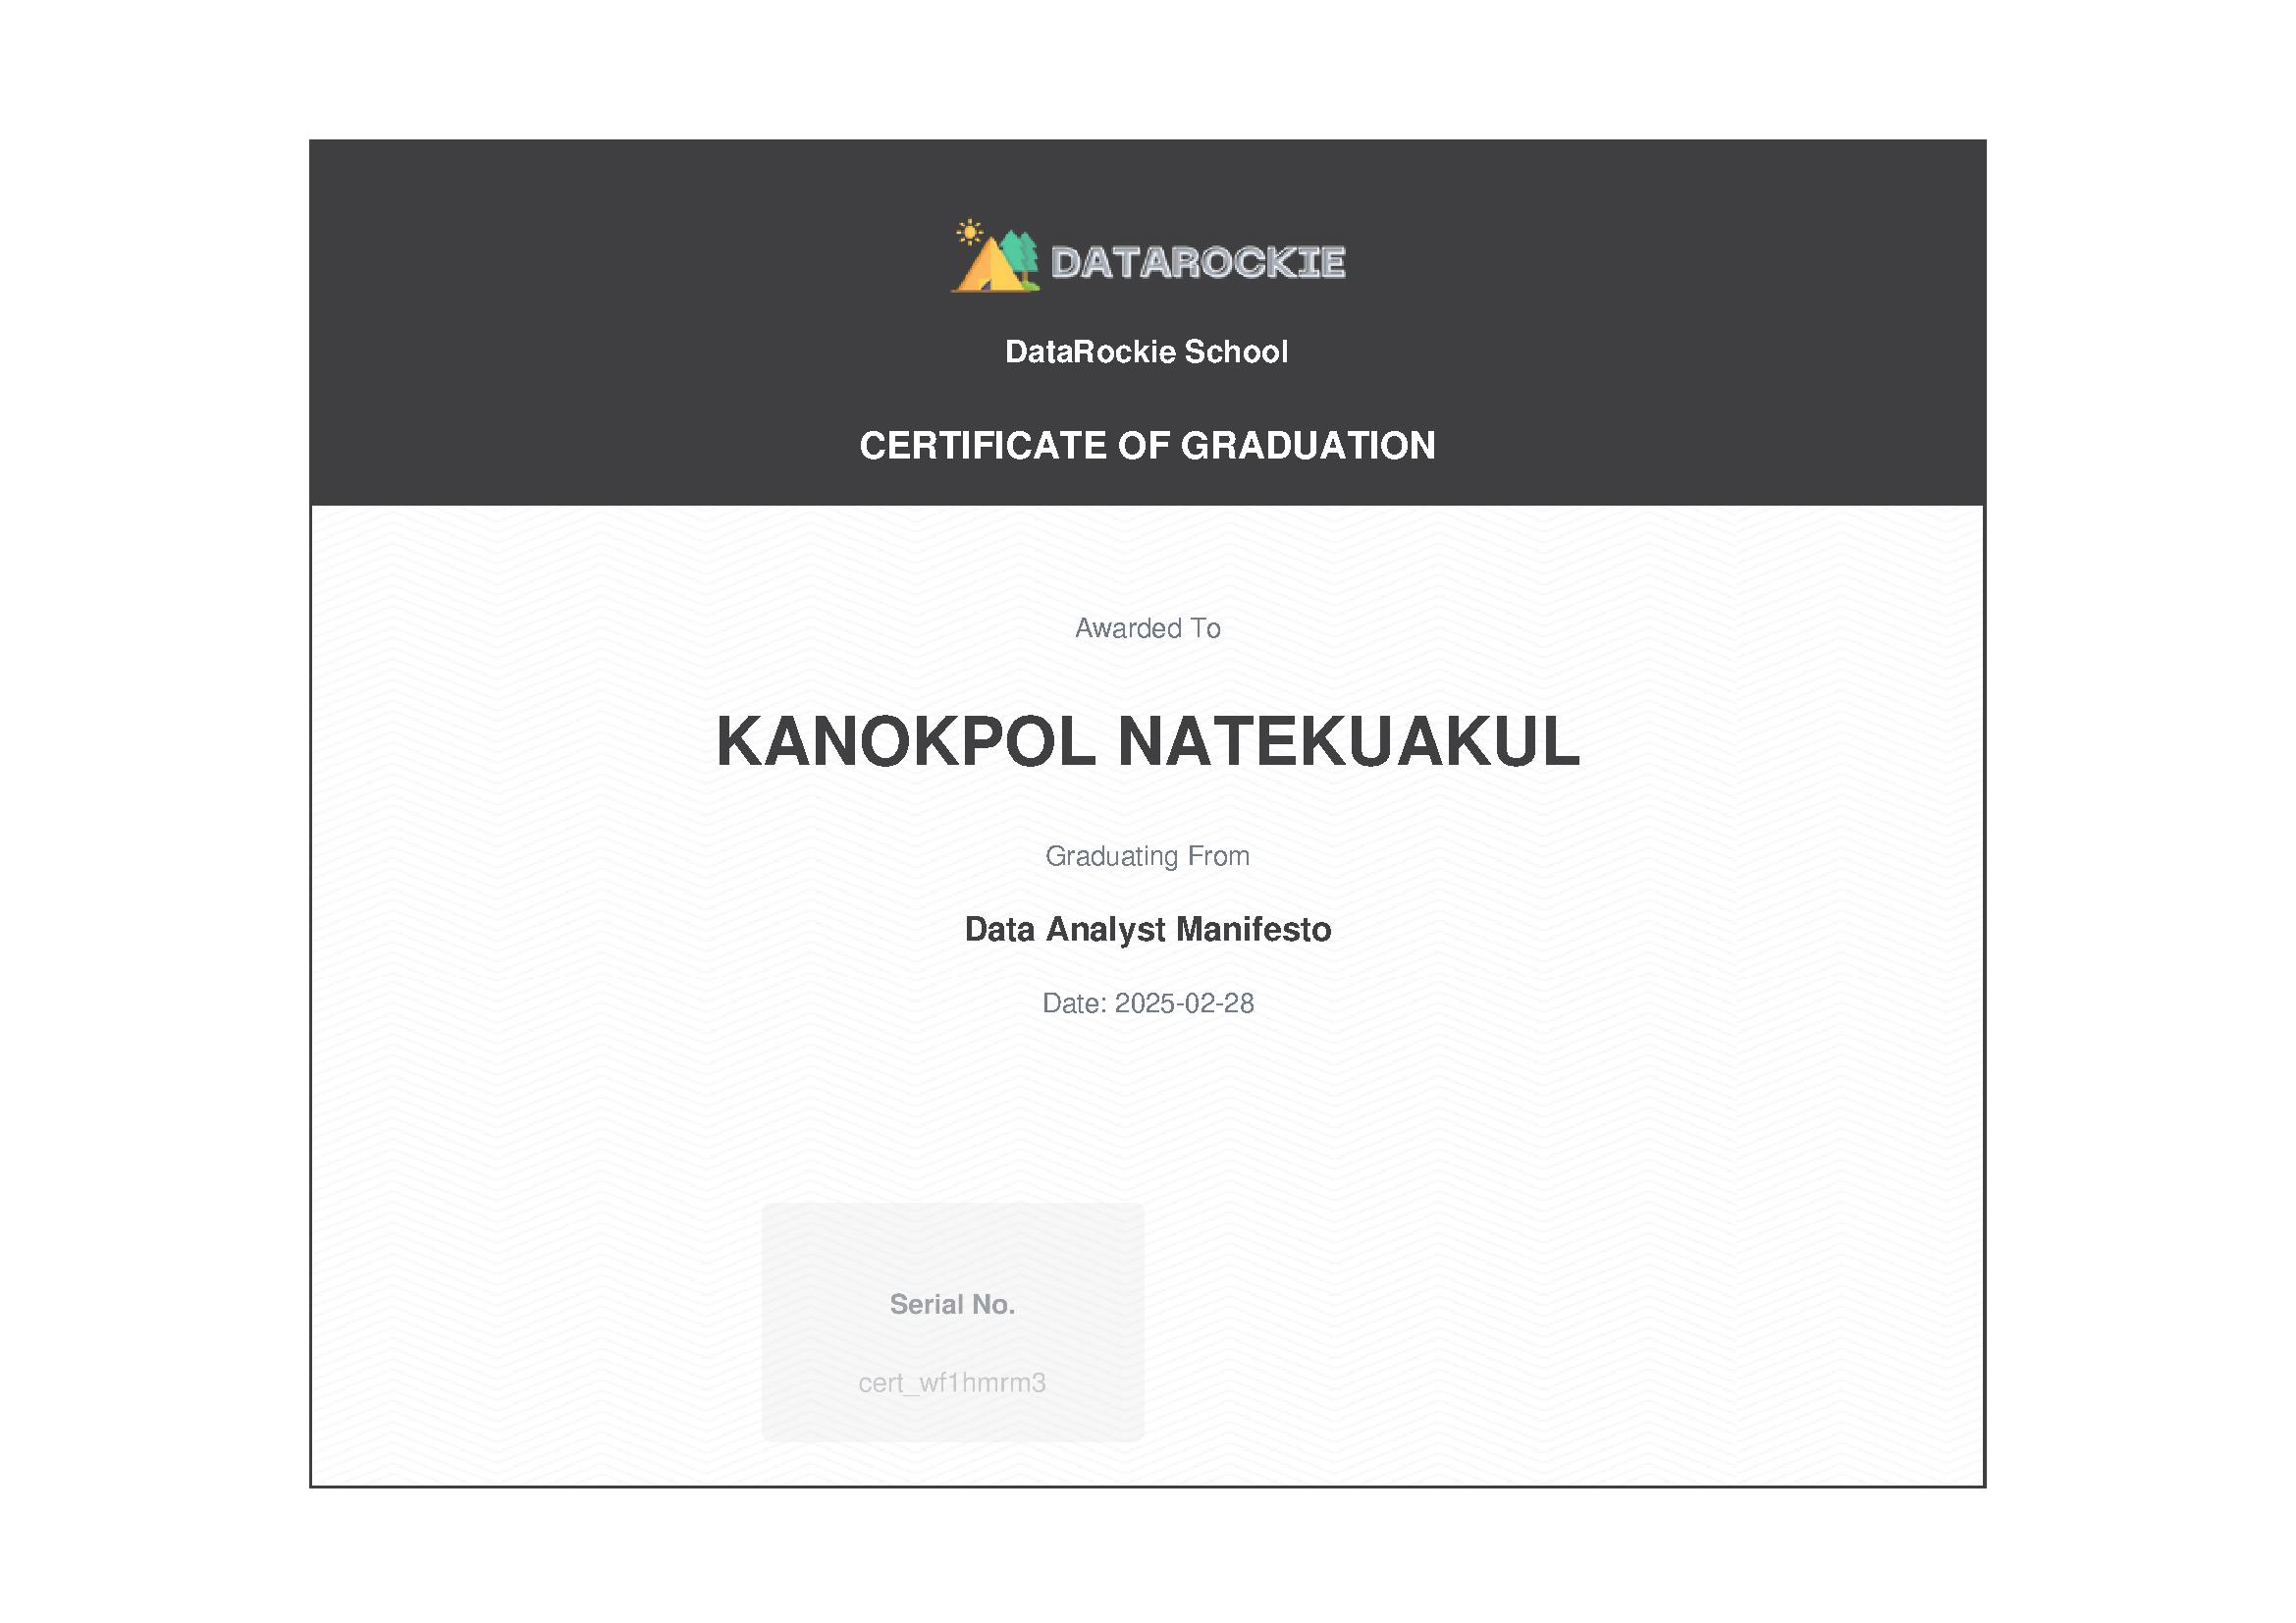 DATAROCKIE
DataRockie School
CERTIFICATE OF GRADUATION
Awarded To
KANOKPOL NATEKUAKUL
Graduating From
Data Analyst Manifesto
Date: 2025-02-28
Serial No.
cert_wf1hmrm3